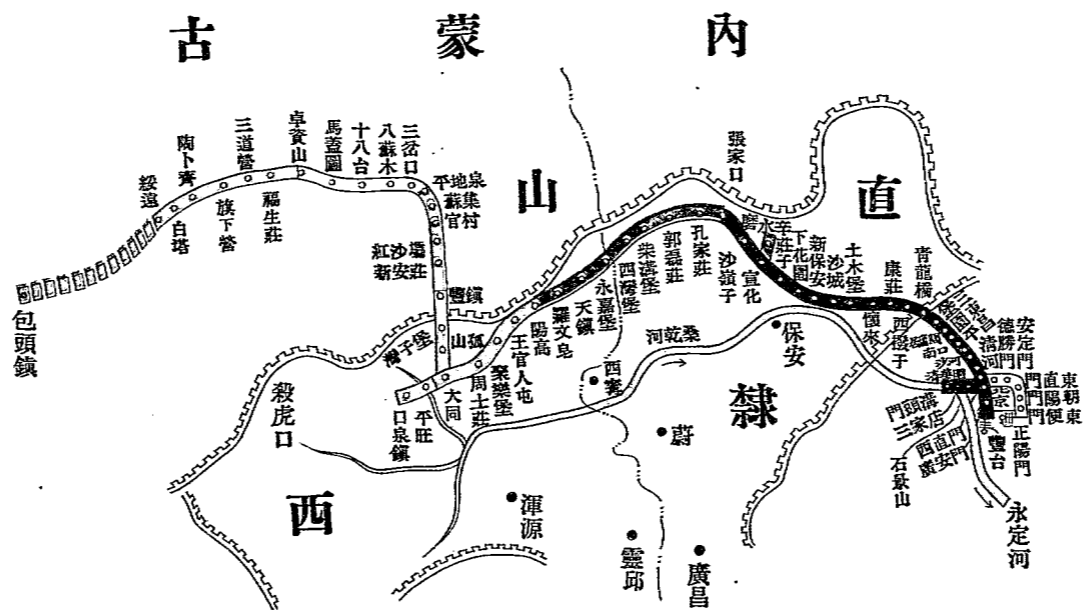 內蒙古
直隸
山西
張家口
包頭鎮
綏遠
白塔
陶卜齊
旗下營
三道營
福生莊
卓資山
馬蓋圖
十八台
八蘇木
三岔口
平地泉
蘇集
官村
紅沙壩
新安莊
豐鎮
堡子灣
孤山
大同
平旺
口泉鎮
周士莊
聚樂堡
王官人屯
陽高
羅文皂
天鎮
永嘉堡
西灣堡
柴溝堡
郭磊莊
孔家莊
沙嶺子
宣化
水磨
辛莊子
下花園
新保安
沙城
土木堡
懷來
康莊
西撥子
青龍橋
清河
德勝門
安定門
東直門
朝陽門
東便門
正陽門
北京
豐台
西直門
廣安門
門頭溝
三家店
石景山
永定河
桑乾河
保安
西寧
蔚
渾源
靈邱
廣昌
殺虎口